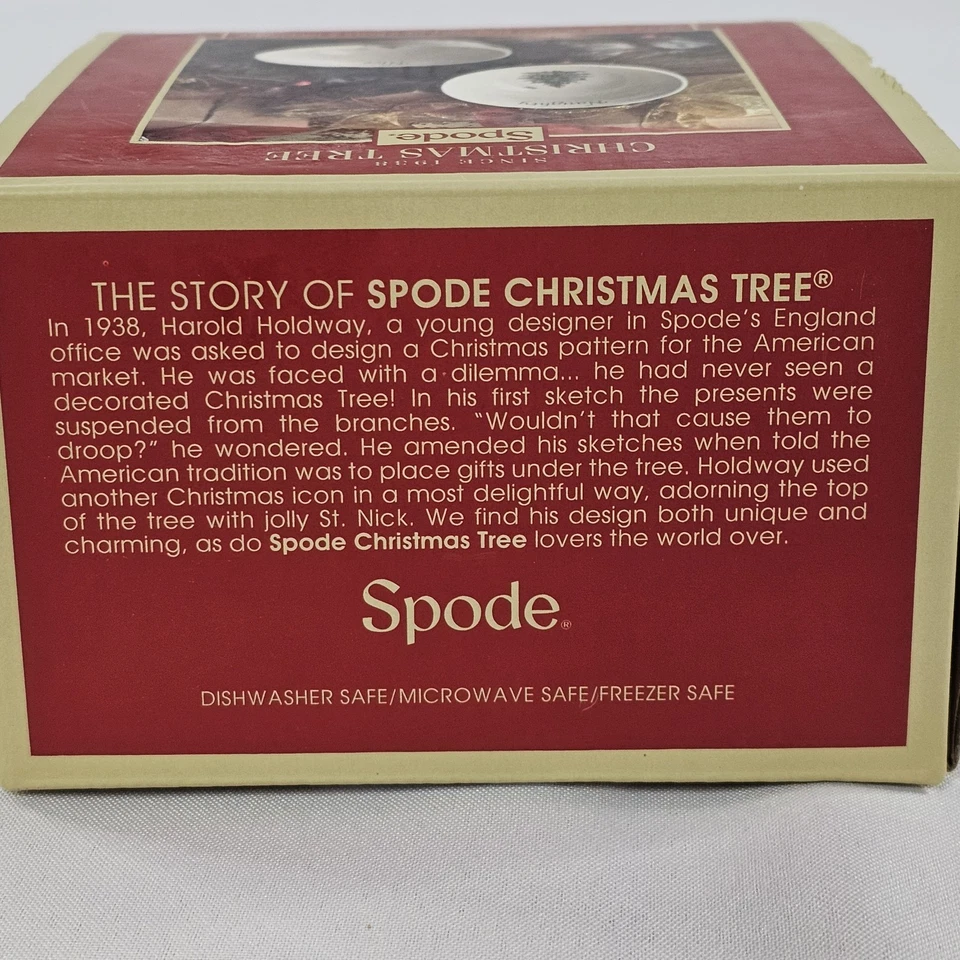 Nice
Naughty
Spode.
CHRISTMAS TREE
SINCE 1938
THE STORY OF SPODE CHRISTMAS TREE®
In 1938, Harold Holdway, a young designer in Spode's England
office was asked to design a Christmas pattern for the American
market. He was faced with a dilemma... he had never seen a
decorated Christmas Tree! In his first sketch the presents were
suspended from the branches. "Wouldn't that cause them to
droop?" he wondered. He amended his sketches when told the
American tradition was to place gifts under the tree. Holdway used
another Christmas icon in a most delightful way, adorning the top
of the tree with jolly St. Nick. We find his design both unique and
charming, as do Spode Christmas Tree lovers the world over.
Spode®
DISHWASHER SAFE/MICROWAVE SAFE/FREEZER SAFE